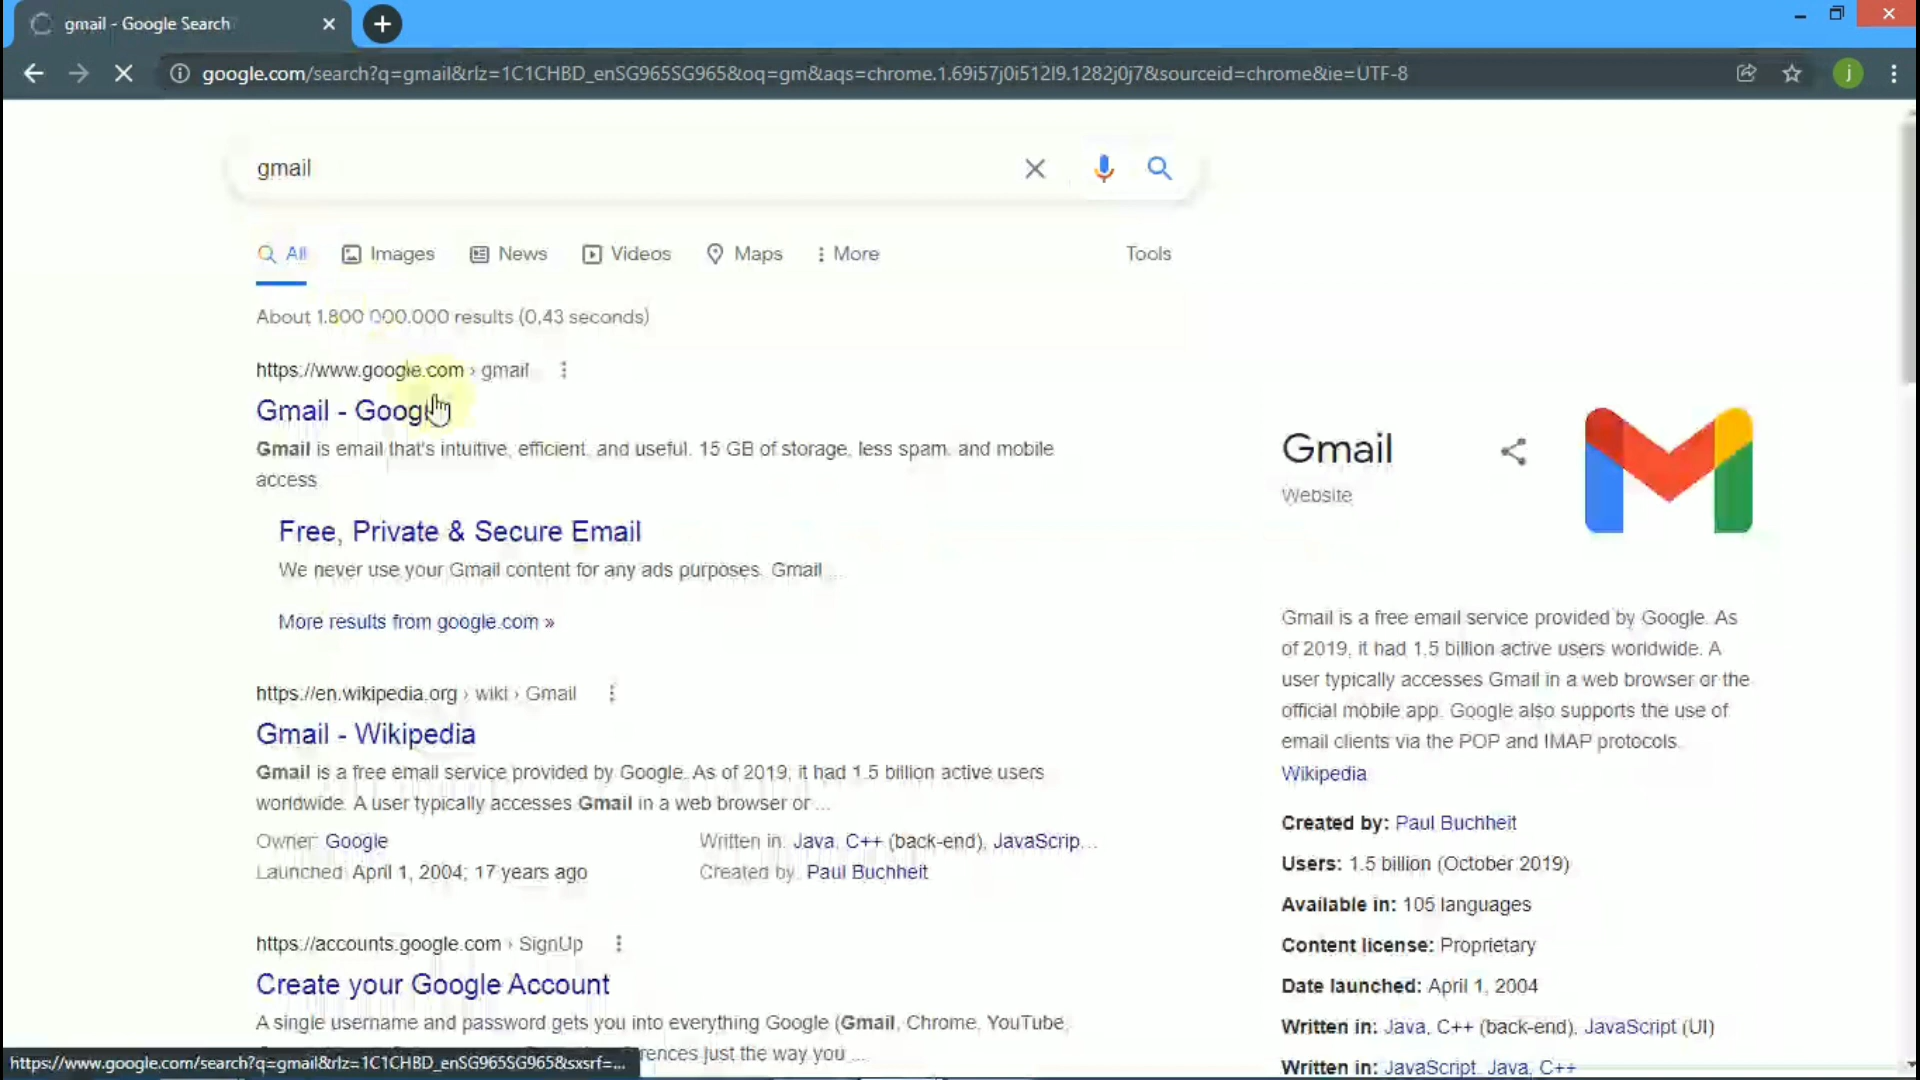 gmail - Google Search
google.com/search?q=gmail&rlz=1C1CHBD_enSG965SG965&oq=gm&aqs=chrome.1.69i57j0i512l9.1282j0j7&sourceid=chrome&ie=UTF-8
j
gmail
All Images News Videos Maps More Tools
About 1.800.000.000 results (0,43 seconds)
https://www.google.com › gmail
Gmail - Google
Gmail is email that's intuitive, efficient, and useful. 15 GB of storage, less spam, and mobile
access.
Free, Private & Secure Email
We never use your Gmail content for any ads purposes. Gmail ...
More results from google.com »
https://en.wikipedia.org › wiki › Gmail
Gmail - Wikipedia
Gmail is a free email service provided by Google. As of 2019, it had 1.5 billion active users
worldwide. A user typically accesses Gmail in a web browser or ...
Owner: Google
Written in: Java, C++ (back-end), JavaScrip...
Launched: April 1, 2004; 17 years ago
Created by: Paul Buchheit
https://accounts.google.com › SignUp
Create your Google Account
A single username and password gets you into everything Google (Gmail, Chrome, YouTube,
rences just the way you ...
Gmail
Website
Gmail is a free email service provided by Google. As
of 2019, it had 1.5 billion active users worldwide. A
user typically accesses Gmail in a web browser or the
official mobile app. Google also supports the use of
email clients via the POP and IMAP protocols.
Wikipedia
Created by: Paul Buchheit
Users: 1.5 billion (October 2019)
Available in: 105 languages
Content license: Proprietary
Date launched: April 1, 2004
Written in: Java, C++ (back-end), JavaScript (UI)
Written in: JavaScript, Java, C++
https://www.google.com/search?q=gmail&rlz=1C1CHBD_enSG965SG965&sxsrf=...